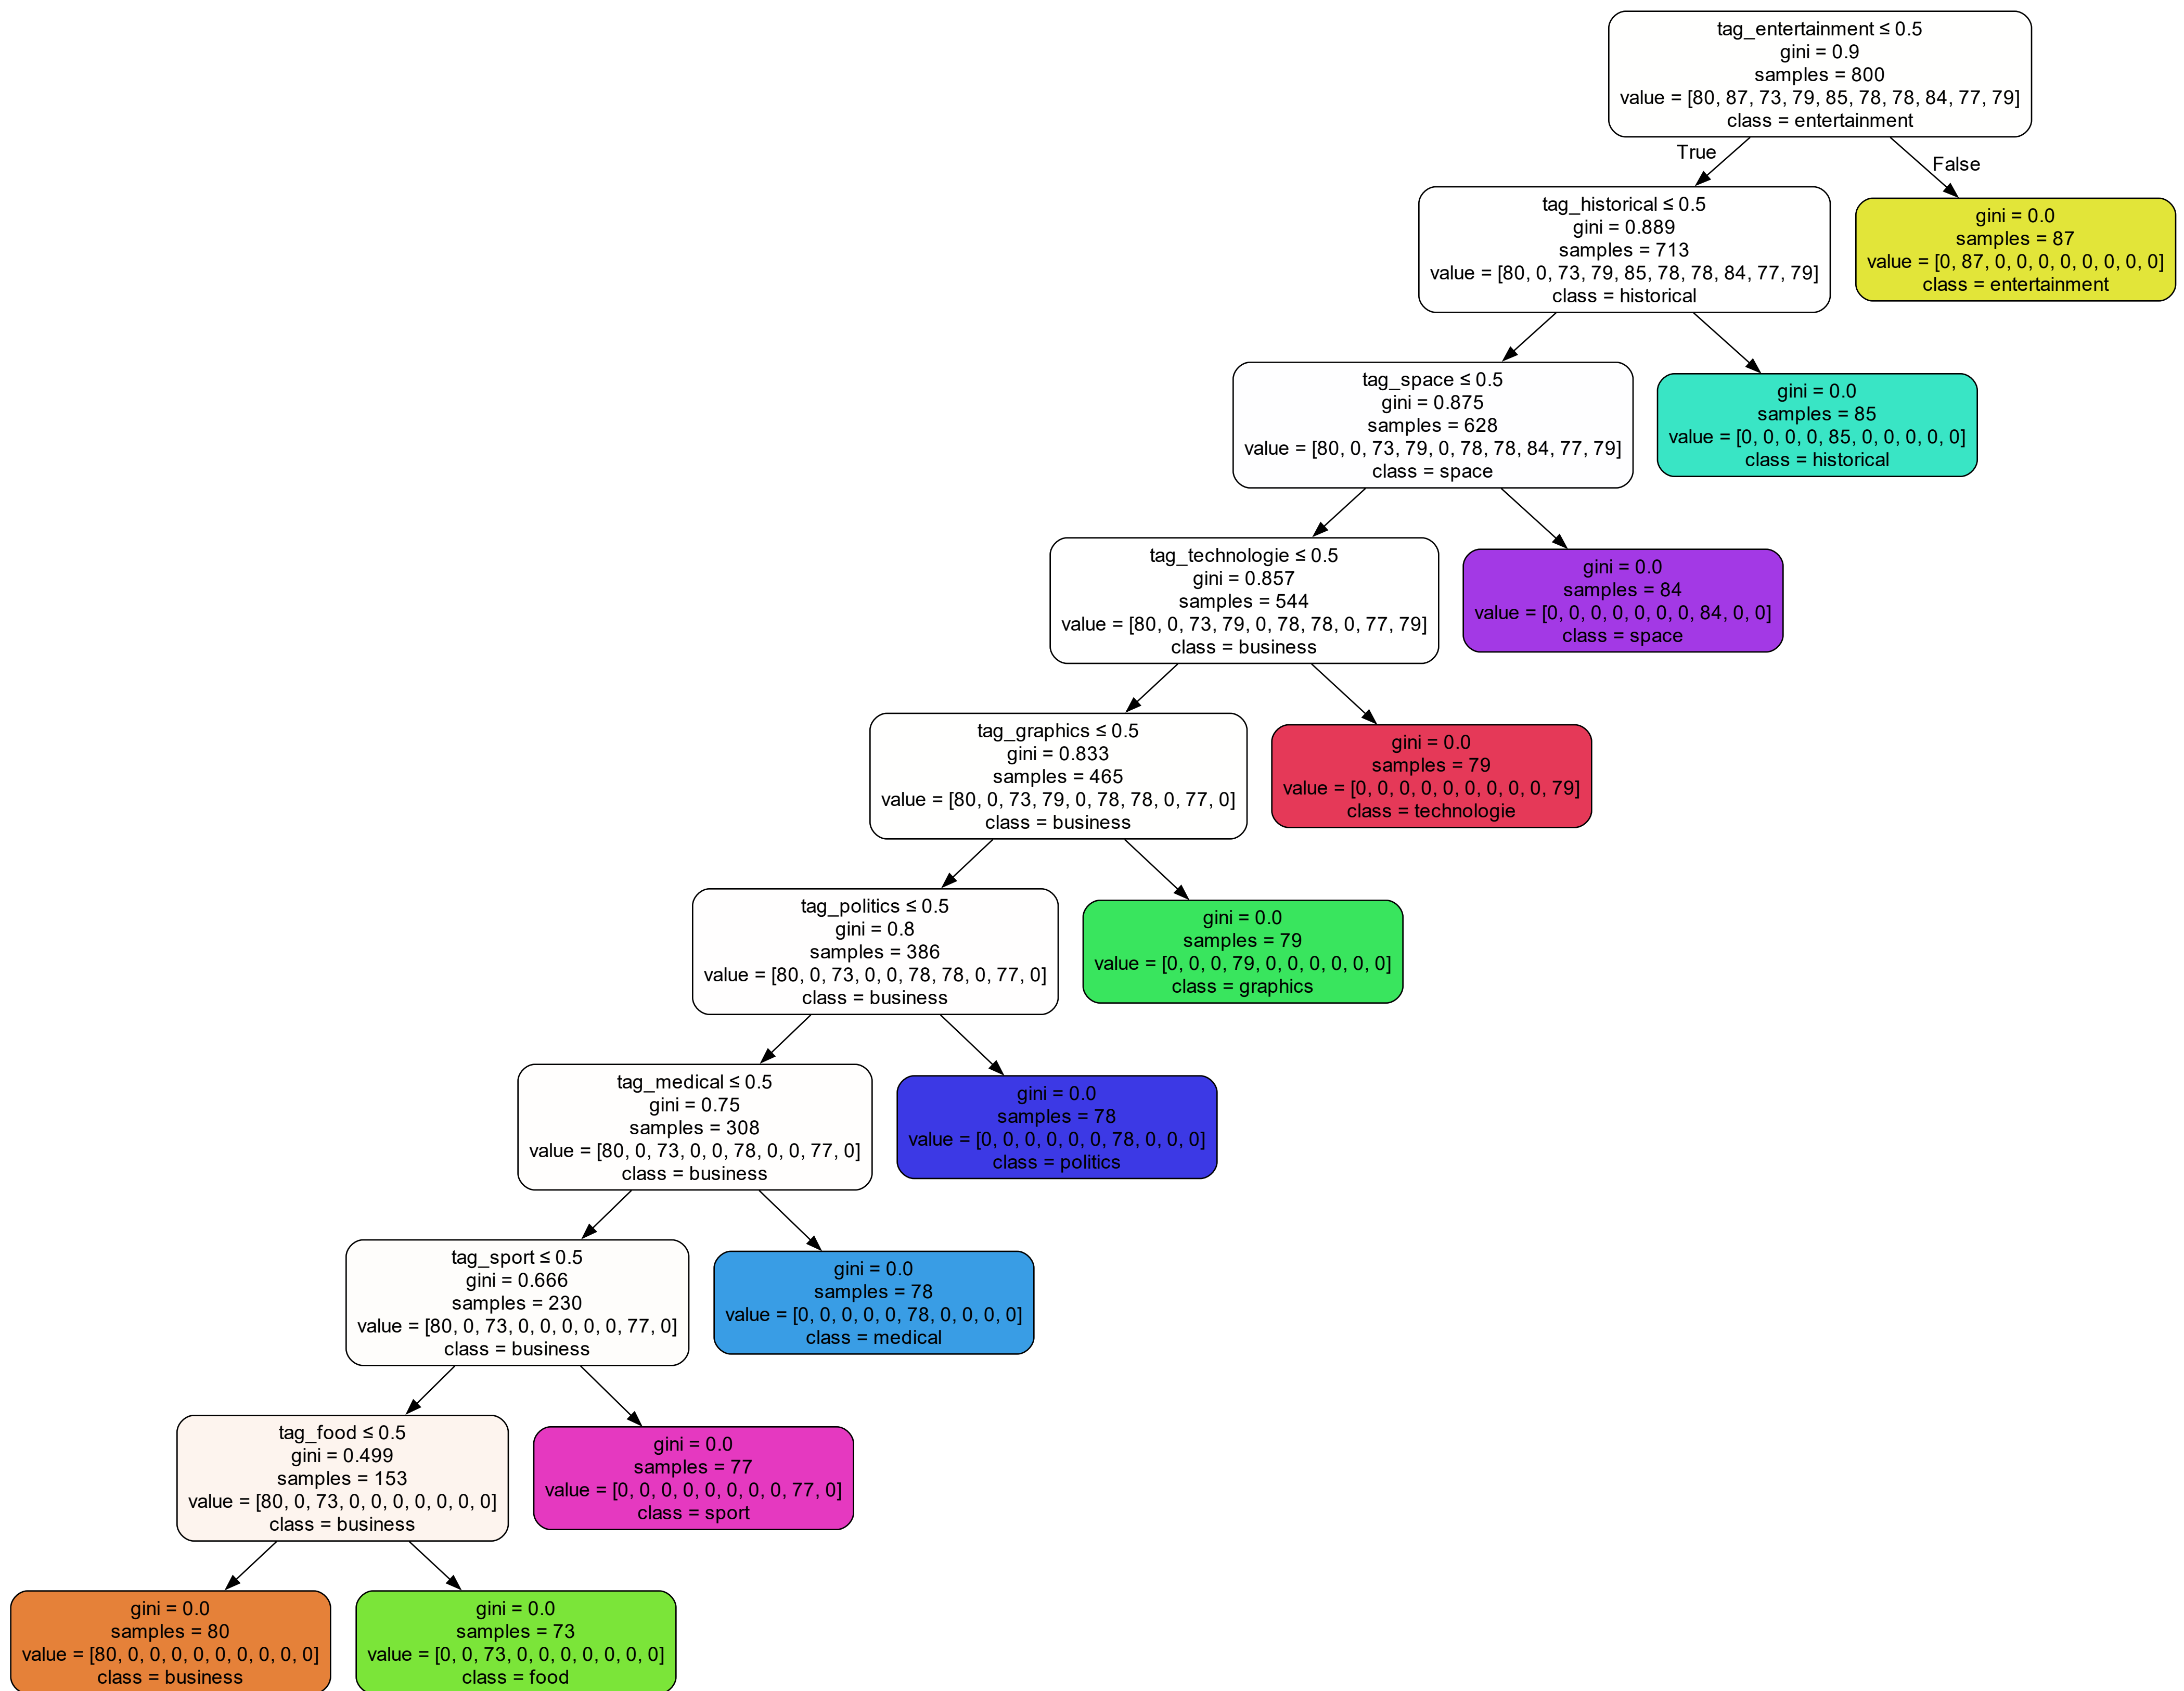 tag_entertainment ≤ 0.5
gini = 0.9
samples = 800
value = [80, 87, 73, 79, 85, 78, 78, 84, 77, 79]
class = entertainment
True
False
tag_historical ≤ 0.5
gini = 0.889
samples = 713
value = [80, 0, 73, 79, 85, 78, 78, 84, 77, 79]
class = historical
gini = 0.0
samples = 87
value = [0, 87, 0, 0, 0, 0, 0, 0, 0, 0]
class = entertainment
tag_space ≤ 0.5
gini = 0.875
samples = 628
value = [80, 0, 73, 79, 0, 78, 78, 84, 77, 79]
class = space
gini = 0.0
samples = 85
value = [0, 0, 0, 0, 85, 0, 0, 0, 0, 0]
class = historical
tag_technologie ≤ 0.5
gini = 0.857
samples = 544
value = [80, 0, 73, 79, 0, 78, 78, 0, 77, 79]
class = business
gini = 0.0
samples = 84
value = [0, 0, 0, 0, 0, 0, 0, 84, 0, 0]
class = space
tag_graphics ≤ 0.5
gini = 0.833
samples = 465
value = [80, 0, 73, 79, 0, 78, 78, 0, 77, 0]
class = business
gini = 0.0
samples = 79
value = [0, 0, 0, 0, 0, 0, 0, 0, 0, 79]
class = technologie
tag_politics ≤ 0.5
gini = 0.8
samples = 386
value = [80, 0, 73, 0, 0, 78, 78, 0, 77, 0]
class = business
gini = 0.0
samples = 79
value = [0, 0, 0, 79, 0, 0, 0, 0, 0, 0]
class = graphics
tag_medical ≤ 0.5
gini = 0.75
samples = 308
value = [80, 0, 73, 0, 0, 78, 0, 0, 77, 0]
class = business
gini = 0.0
samples = 78
value = [0, 0, 0, 0, 0, 0, 78, 0, 0, 0]
class = politics
tag_sport ≤ 0.5
gini = 0.666
samples = 230
value = [80, 0, 73, 0, 0, 0, 0, 0, 77, 0]
class = business
gini = 0.0
samples = 78
value = [0, 0, 0, 0, 0, 78, 0, 0, 0, 0]
class = medical
tag_food ≤ 0.5
gini = 0.499
samples = 153
value = [80, 0, 73, 0, 0, 0, 0, 0, 0, 0]
class = business
gini = 0.0
samples = 77
value = [0, 0, 0, 0, 0, 0, 0, 0, 77, 0]
class = sport
gini = 0.0
samples = 80
value = [80, 0, 0, 0, 0, 0, 0, 0, 0, 0]
class = business
gini = 0.0
samples = 73
value = [0, 0, 73, 0, 0, 0, 0, 0, 0, 0]
class = food